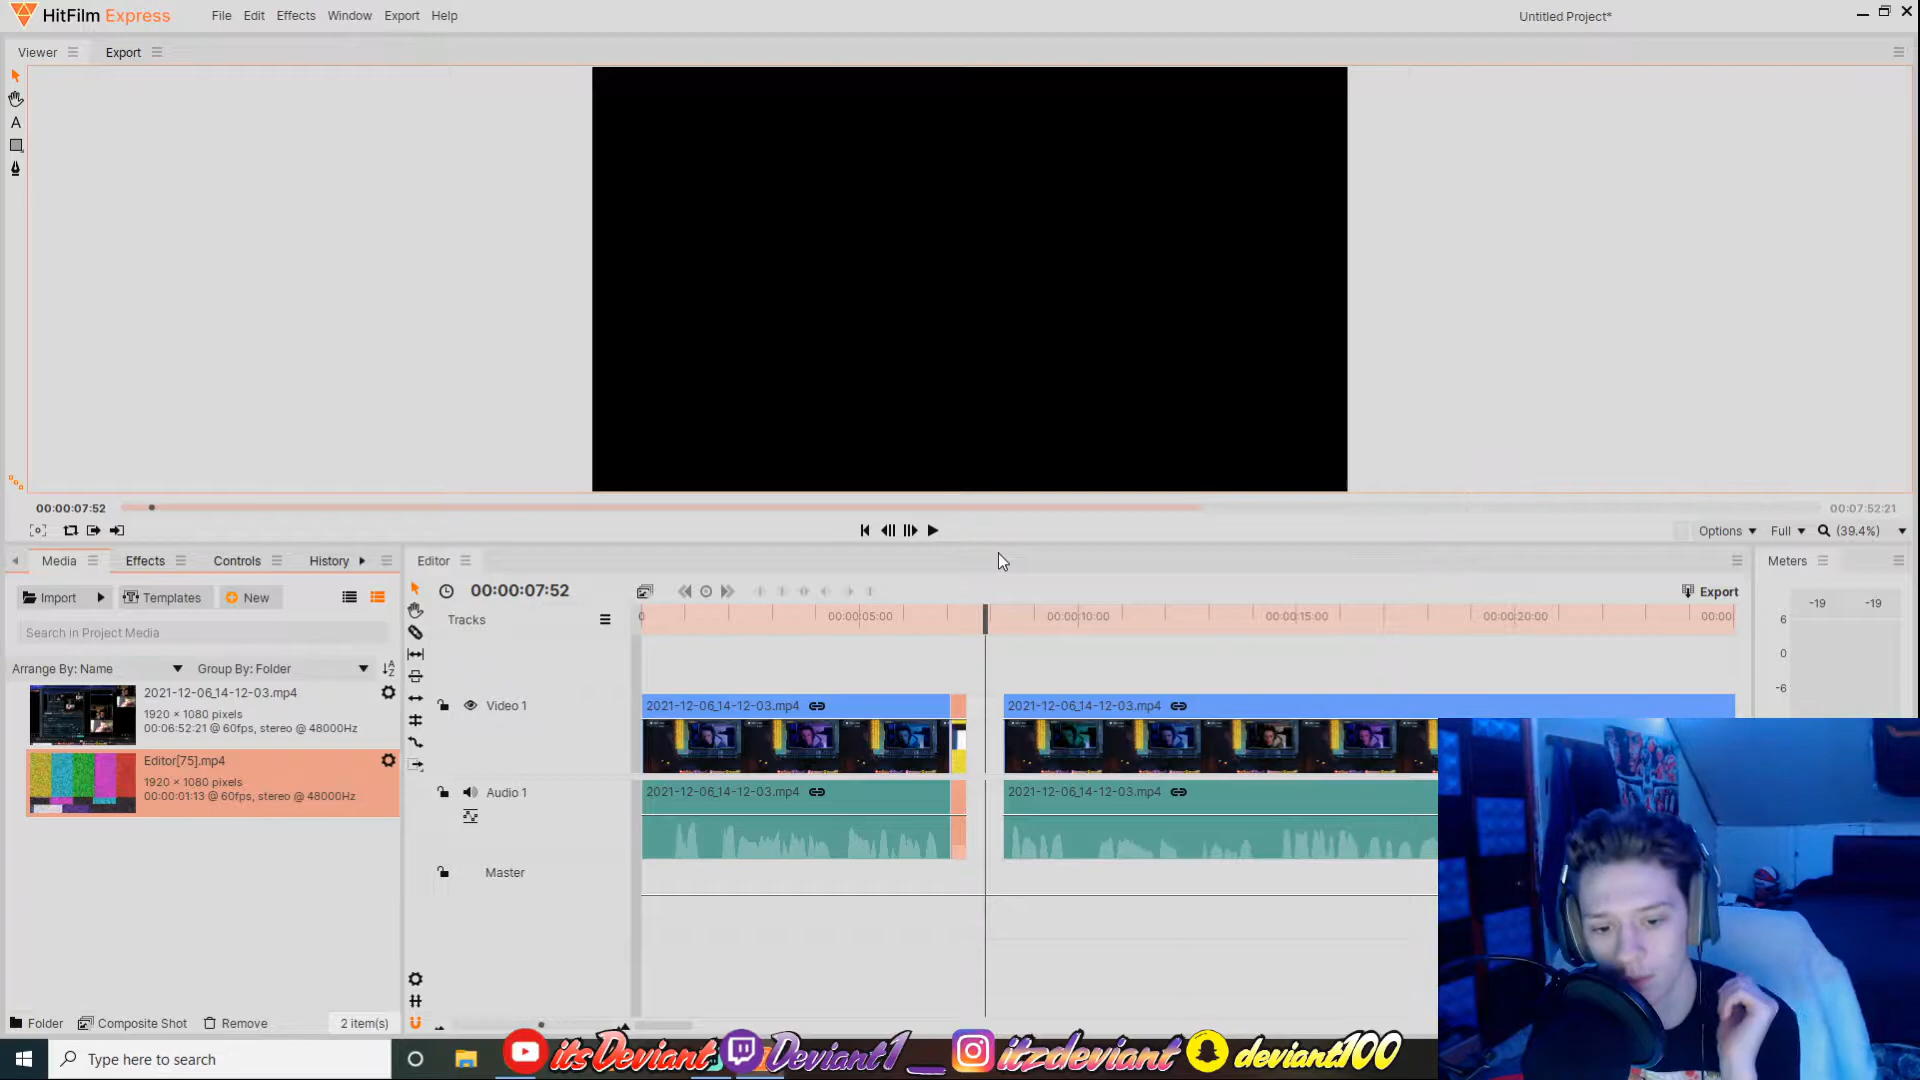 HitFilm Express
File Edit Effects Window Export Help
Untitled Project*
Viewer Export
00:00:07:52
00:07:52:21
Options Full (39.4%)
Media Effects Controls History
Editor
Meters
Import Templates New
00:00:07:52
Export
-19 -19
Search in Project Media
Tracks
0 00:00:05:00 00:00:10:00 00:00:15:00 00:00:20:00 00:00:
6
0
-6
Arrange By: Name Group By: Folder
2021-12-06_14-12-03.mp4
1920 × 1080 pixels
00:06:52:21 @ 60fps, stereo @ 48000Hz
Editor[75].mp4
1920 × 1080 pixels
00:00:01:13 @ 60fps, stereo @ 48000Hz
Video 1
2021-12-06_14-12-03.mp4 2021-12-06_14-12-03.mp4
Audio 1
2021-12-06_14-12-03.mp4 2021-12-06_14-12-03.mp4
Master
Folder Composite Shot Remove 2 item(s)
Type here to search
itsDeviant Deviant1__ itzdeviant deviant100